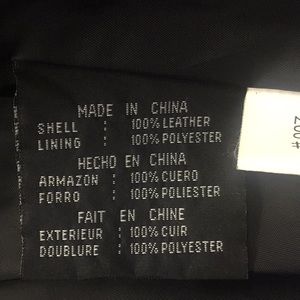 MADE IN CHINA
SHELL : 100% LEATHER
LINING : 100% POLYESTER
HECHO EN CHINA
ARMAZON : 100% CUERO
FORRO : 100% POLIESTER
FAIT EN CHINE
EXTERIEUR : 100% CUIR
DOUBLURE : 100% POLYESTER